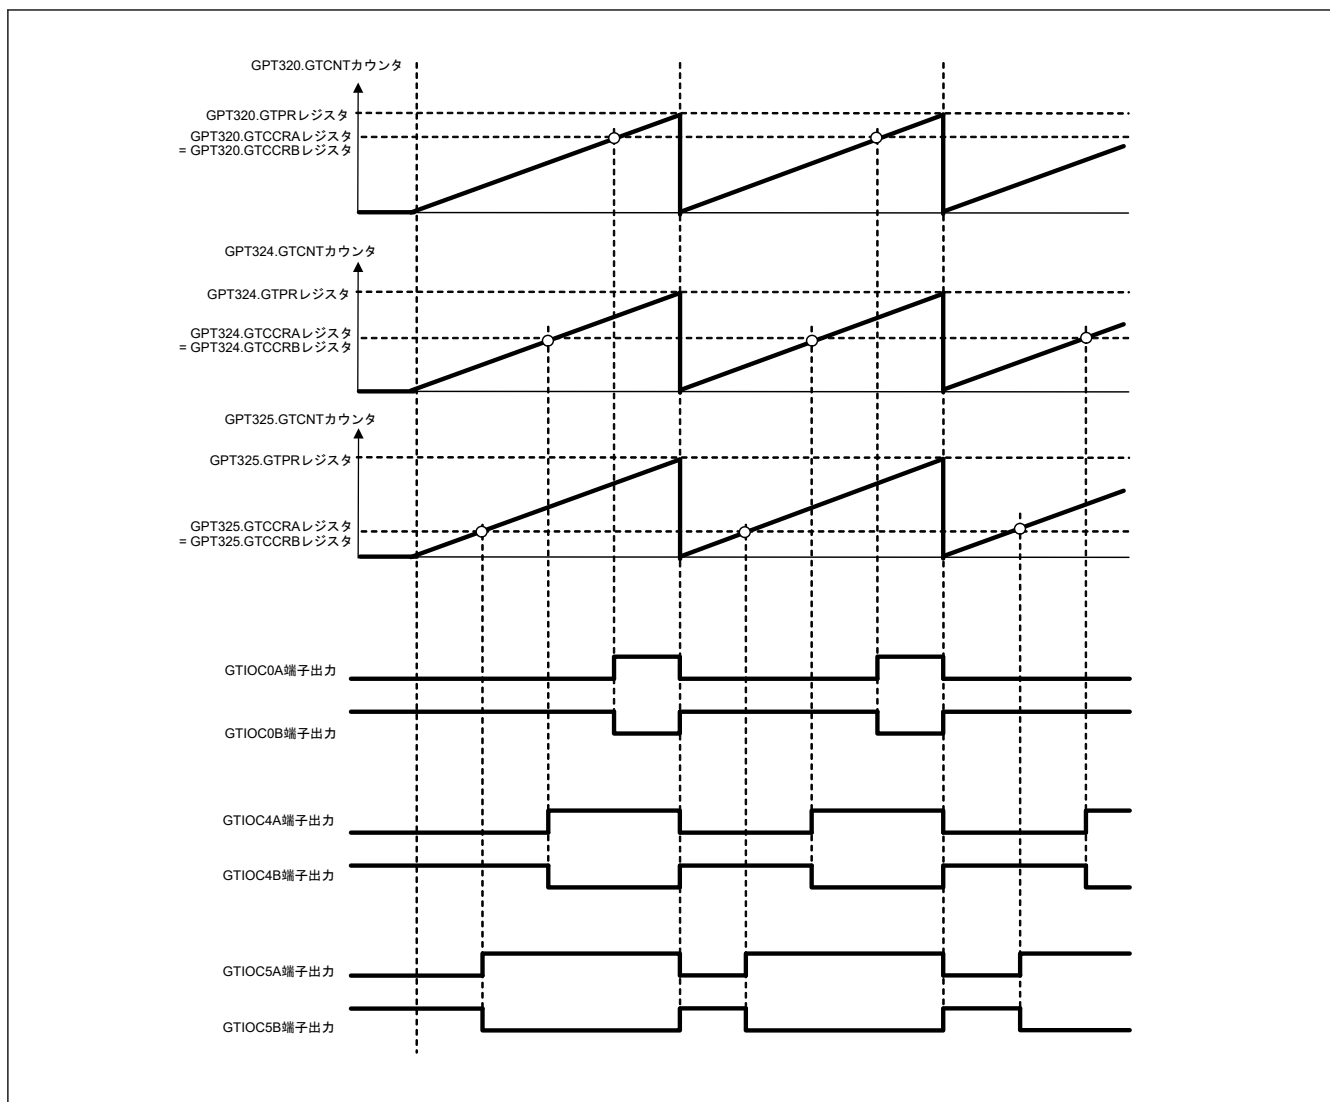 GPT320.GTCNTカウンタ
GPT320.GTPRレジスタ
GPT320.GTCCRAレジスタ
= GPT320.GTCCRBレジスタ
GPT324.GTCNTカウンタ
GPT324.GTPRレジスタ
GPT324.GTCCRAレジスタ
= GPT324.GTCCRBレジスタ
GPT325.GTCNTカウンタ
GPT325.GTPRレジスタ
GPT325.GTCCRAレジスタ
= GPT325.GTCCRBレジスタ
GTIOC0A端子出力
GTIOC0B端子出力
GTIOC4A端子出力
GTIOC4B端子出力
GTIOC5A端子出力
GTIOC5B端子出力